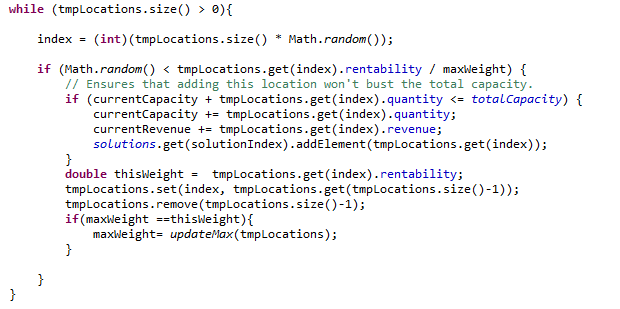 while (tmpLocations.size() > 0){
index = (int)(tmpLocations.size() * Math.random());
if (Math.random() < tmpLocations.get(index).rentability / maxWeight) {
// Ensures that adding this location won't bust the total capacity.
if (currentCapacity + tmpLocations.get(index).quantity <= totalCapacity) {
currentCapacity += tmpLocations.get(index).quantity;
currentRevenue += tmpLocations.get(index).revenue;
solutions.get(solutionIndex).addElement(tmpLocations.get(index));
}
double thisWeight =  tmpLocations.get(index).rentability;
tmpLocations.set(index, tmpLocations.get(tmpLocations.size()-1));
tmpLocations.remove(tmpLocations.size()-1);
if(maxWeight ==thisWeight){
maxWeight= updateMax(tmpLocations);
}
}
}